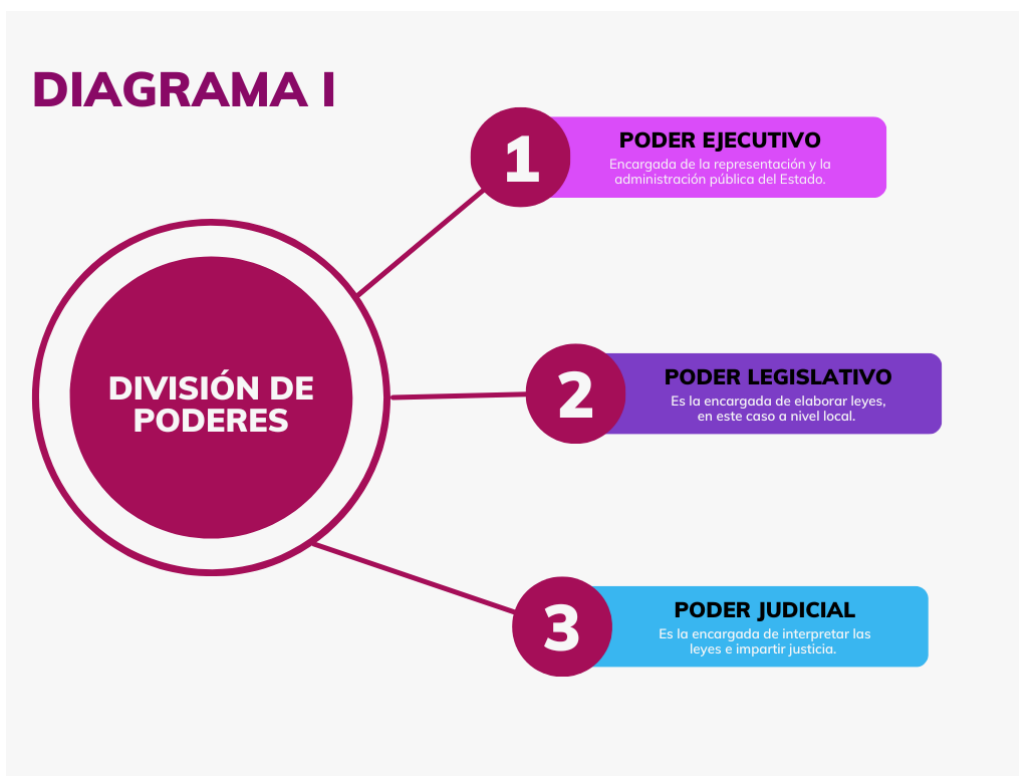 DIAGRAMA I
DIVISIÓN DE
PODERES
1
PODER EJECUTIVO
Encargada de la representación y la
administración pública del Estado.
2
PODER LEGISLATIVO
Es la encargada de elaborar leyes,
en este caso a nivel local.
3
PODER JUDICIAL
Es la encargada de interpretar las
leyes e impartir justicia.